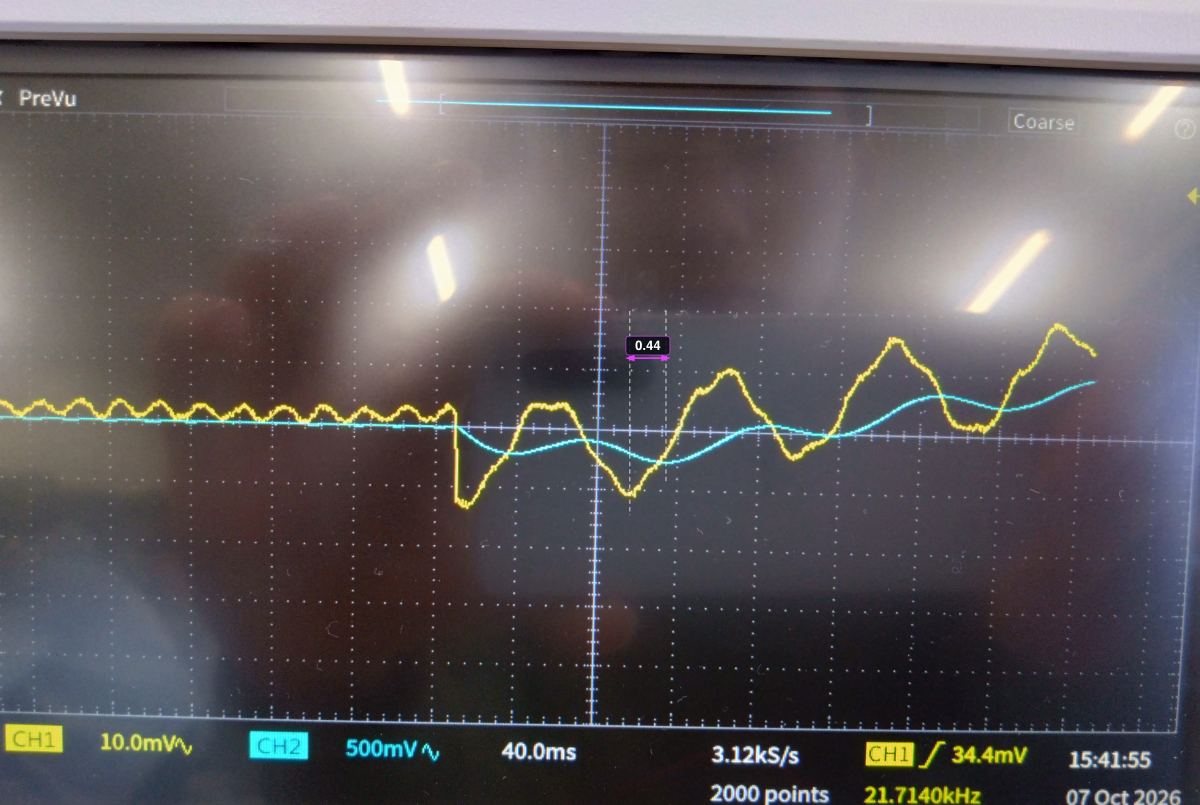 PreVu
Coarse
0.44
CH1 10.0mV CH2 500mV 40.0ms 3.12kS/s CH1 34.4mV 15:41:55
2000 points 21.7140kHz 07 Oct 2026